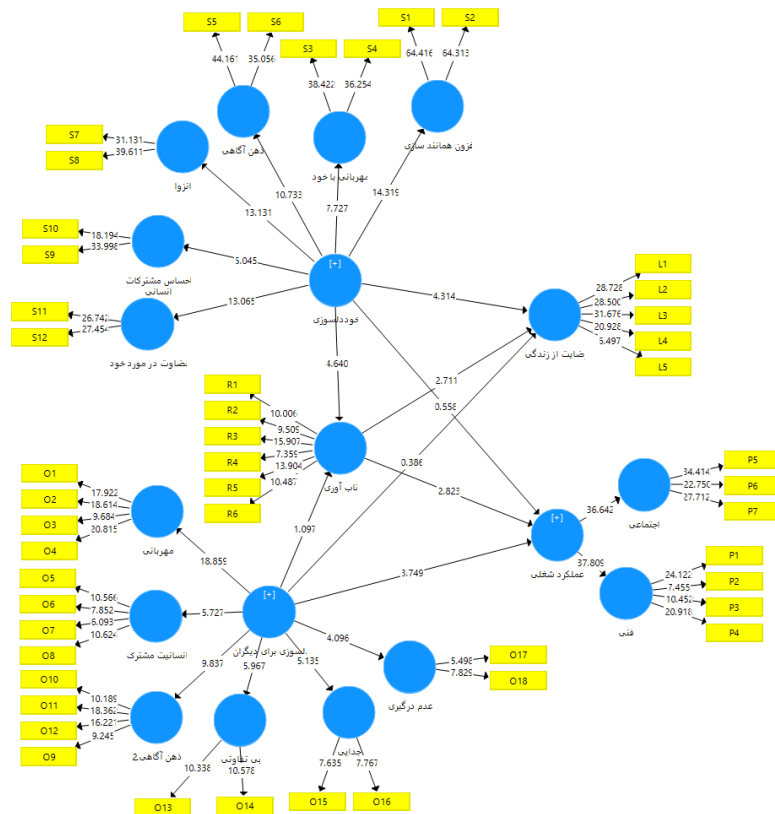 S1
S2
S5
S6
S3
S4
64.416
64.313
44.161
35.056
38.422
36.254
S7
S8
31.131
39.611
ذهن آگاهی
مهربانی با خود
فزون همانند سازی
انزوا
10.733
7.727
14.319
13.131
S10
S9
18.194
33.998
احساس مشترکات
انسانی
5.045
[+]
خوددلسوزی
13.065
4.314
L1
L2
L3
L4
L5
28.728
28.500
31.676
20.928
5.497
رضایت از زندگی
S11
S12
26.742
27.454
قضاوت در مورد خود
4.640
2.711
0.558
R1
R2
R3
R4
R5
R6
10.006
9.509
15.907
7.359
13.904
10.487
تاب آوری
0.386
2.823
P5
P6
P7
34.414
22.750
27.712
اجتماعی
36.642
O1
O2
O3
O4
17.922
18.614
9.684
20.815
مهربانی
1.097
[+]
عملکرد شغلی
18.859
3.749
37.809
P1
P2
P3
P4
24.122
7.455
10.452
20.918
فنی
O5
O6
O7
O8
10.566
7.852
6.093
10.624
انسانیت مشترک
5.727
[+]
دلسوزی برای دیگران
4.096
9.837
5.967
5.135
O17
O18
5.498
7.829
عدم درگیری
O10
O11
O12
O9
10.189
18.362
16.221
9.245
ذهن آگاهی2
بی تفاوتی
جدایی
10.338
10.578
7.635
7.767
O13
O14
O15
O16